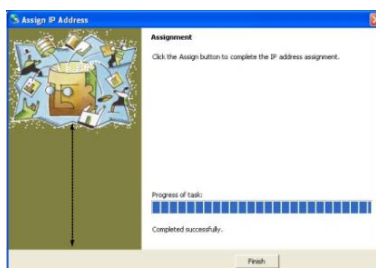 Assign IP Address
Assignment
Click the Assign button to complete the IP address assignment.
Progress of task:
Completed successfully.
Finish